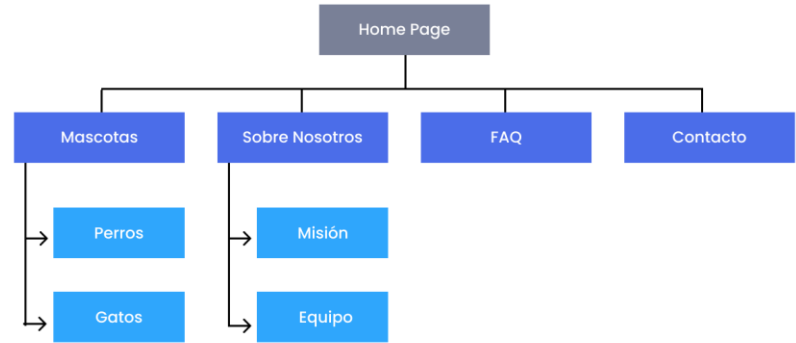 Home Page
Mascotas
Sobre Nosotros
FAQ
Contacto
Perros
Misión
Gatos
Equipo